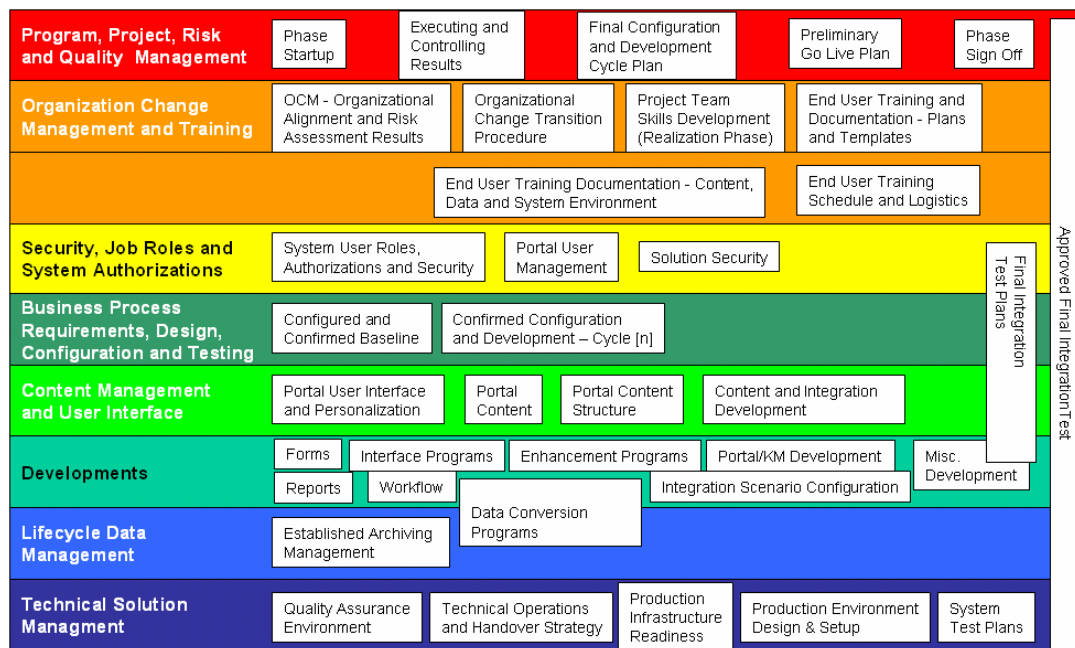 Program, Project, Risk
and Quality Management
Phase
Startup
Executing and
Controlling
Results
Final Configuration
and Development
Cycle Plan
Preliminary
Go Live Plan
Phase
Sign Off
Organization Change
Management and Training
OCM - Organizational
Alignment and Risk
Assessment Results
Organizational
Change Transition
Procedure
Project Team
Skills Development
(Realization Phase)
End User Training and
Documentation - Plans
and Templates
End User Training Documentation - Content,
Data and System Environment
End User Training
Schedule and Logistics
Security, Job Roles and
System Authorizations
System User Roles,
Authorizations and Security
Portal User
Management
Solution Security
Business Process
Requirements, Design,
Configuration and Testing
Configured and
Confirmed Baseline
Confirmed Configuration
and Development – Cycle [n]
Content Management
and User Interface
Portal User Interface
and Personalization
Portal
Content
Portal Content
Structure
Content and Integration
Development
Developments
Forms
Interface Programs
Enhancement Programs
Portal/KM Development
Misc.
Development
Reports
Workflow
Data Conversion
Programs
Integration Scenario Configuration
Lifecycle Data
Management
Established Archiving
Management
Technical Solution
Managment
Quality Assurance
Environment
Technical Operations
and Handover Strategy
Production
Infrastructure
Readiness
Production Environment
Design & Setup
System
Test Plans
Final Integration
Test Plans
Approved Final IntegrationTest